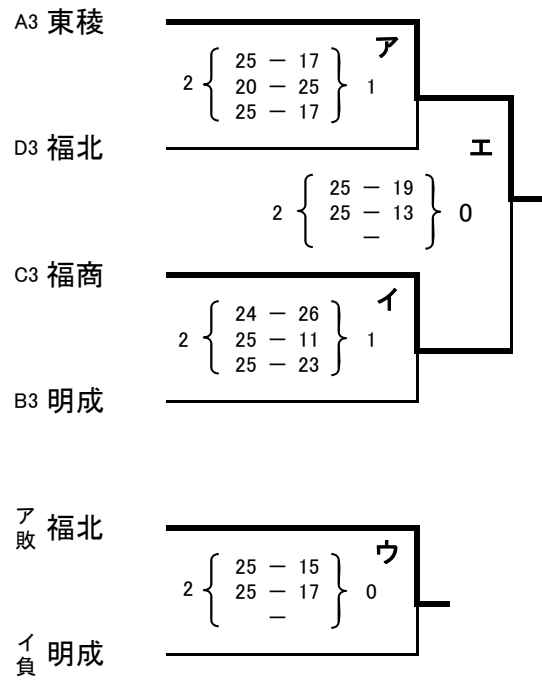 A3 東稜
ア
25 － 17
2 20 － 25 1
25 － 17
D3 福北
エ
25 － 19
2 25 － 13 0
－
C3 福商
イ
24 － 26
2 25 － 11 1
25 － 23
B3 明成
ア敗 福北
ウ
25 － 15
2 25 － 17 0
－
イ負 明成